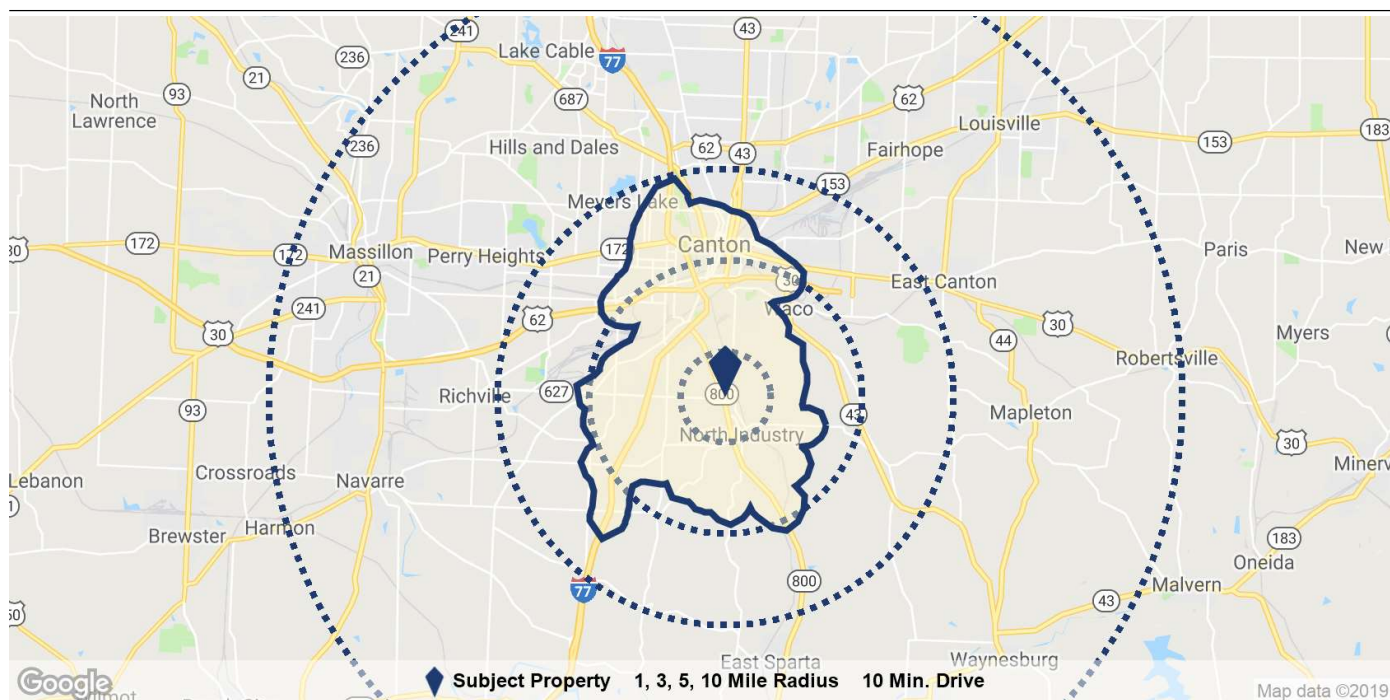 241
43
236
Lake Cable
77
21
93
North
Lawrence
687
62
Louisville
183
153
62
43
Fairhope
236
Hills and Dales
153
Meyers Lake
30
172
172
Massillon
Perry Heights
172
Canton
Paris
New
21
30
East Canton
241
62
Waco
30
30
44
Myers
Robertsville
Richville
627
800
93
43
Mapleton
North Industry
30
Crossroads
Lebanon
Navarre
Minerv
Harmon
Brewster
183
Oneida
77
800
Malvern
43
East Sparta
Waynesburg
Google
Subject Property 1, 3, 5, 10 Mile Radius 10 Min. Drive
Map data ©2019